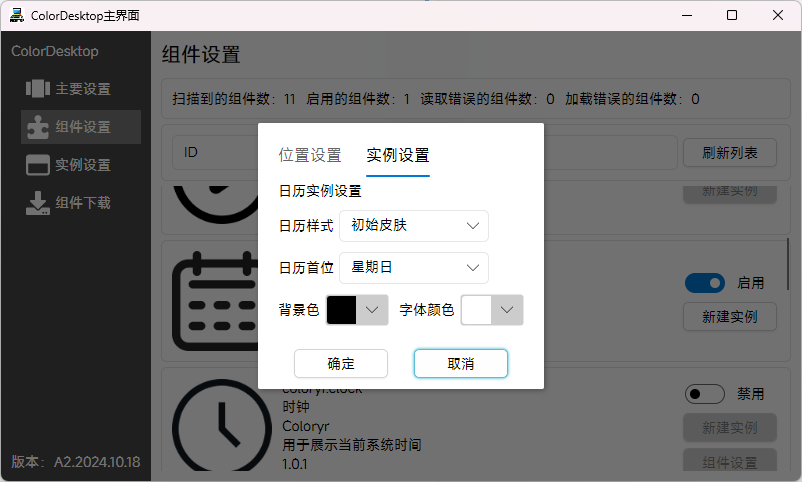 ColorDesktop主界面
ColorDesktop
主要设置
组件设置
实例设置
组件下载
版本：A2.2024.10.18
组件设置
扫描到的组件数：11 启用的组件数：1 读取错误的组件数：0 加载错误的组件数：0
ID
刷新列表
新建实例
启用
新建实例
位置设置 实例设置
日历实例设置
日历样式 初始皮肤
日历首位 星期日
背景色 字体颜色
确定 取消
coloryr.clock
时钟
Coloryr
用于展示当前系统时间
1.0.1
禁用
新建实例
组件设置